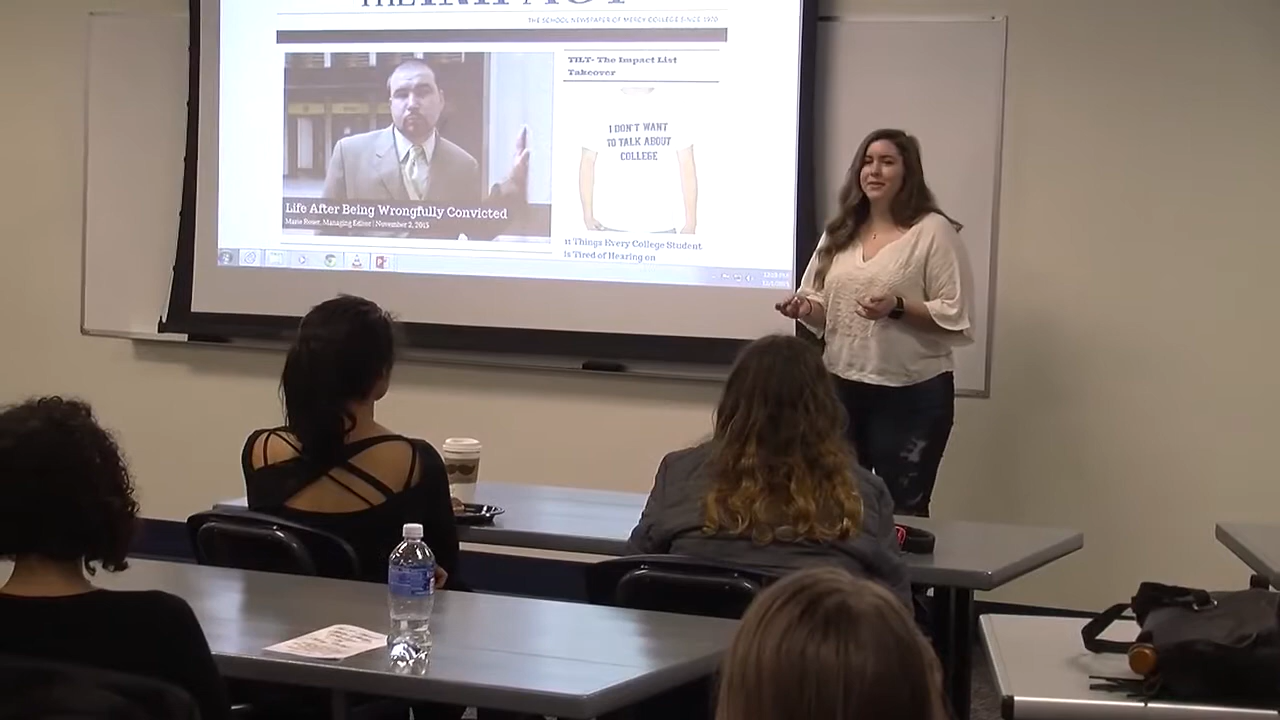 THE IMPACT
THE SCHOOL NEWSPAPER OF MERCY COLLEGE SINCE 1970
TILT- The Impact List
Takeover
I DON'T WANT
TO TALK ABOUT
COLLEGE
Life After Being Wrongfully Convicted
Managing Editor | November 2, 2015
11 Things Every College Student
Is Tired of Hearing on